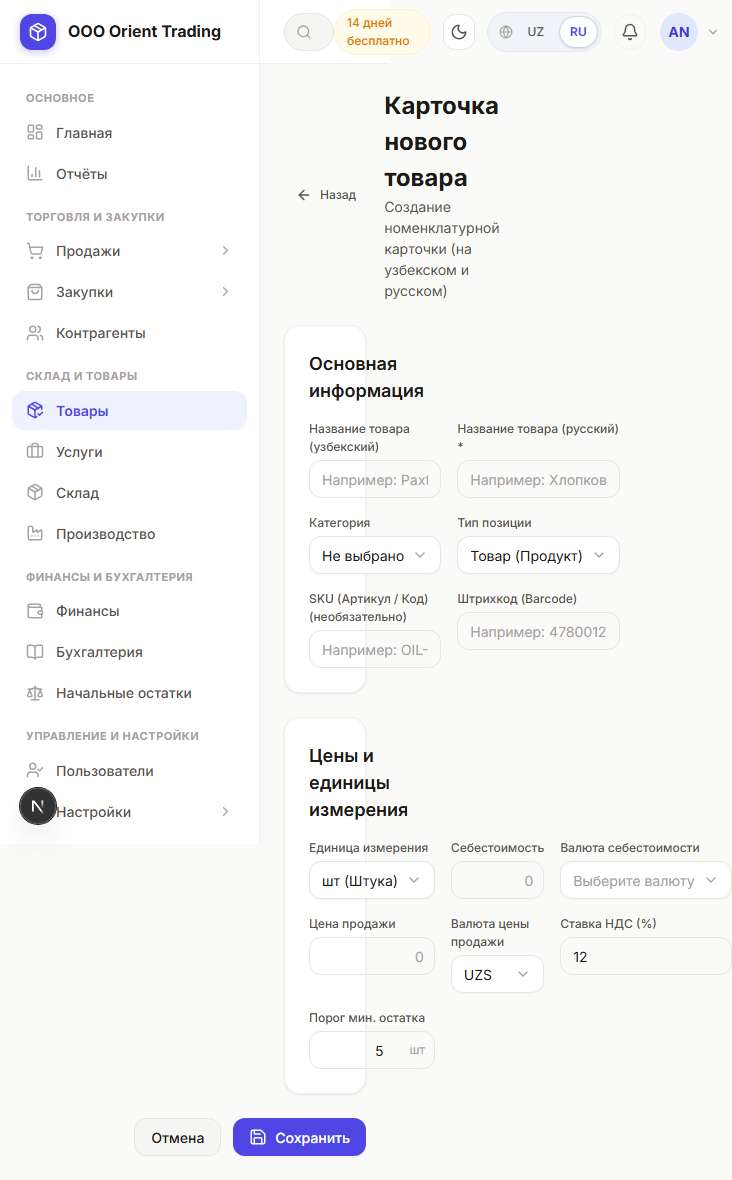 ООО Orient Trading
14 дней
бесплатно
UZ
RU
AN
ОСНОВНОЕ
Главная
Отчёты
ТОРГОВЛЯ И ЗАКУПКИ
Продажи
Закупки
Контрагенты
СКЛАД И ТОВАРЫ
Товары
Услуги
Склад
Производство
ФИНАНСЫ И БУХГАЛТЕРИЯ
Финансы
Бухгалтерия
Начальные остатки
УПРАВЛЕНИЕ И НАСТРОЙКИ
Пользователи
N
Настройки
Назад
Карточка
нового
товара
Создание
номенклатурной
карточки (на
узбекском и
русском)
Основная
информация
Название товара
(узбекский)
Название товара (русский)
*
Например: Paxt
Например: Хлопков
Категория
Тип позиции
Не выбрано
Товар (Продукт)
SKU (Артикул / Код)
(необязательно)
Штрихкод (Barcode)
Например: OIL-
Например: 4780012
Цены и
единицы
измерения
Единица измерения
Себестоимость
Валюта себестоимости
шт (Штука)
0
Выберите валюту
Цена продажи
Валюта цены
продажи
Ставка НДС (%)
0
UZS
12
Порог мин. остатка
5 шт
Отмена
Сохранить